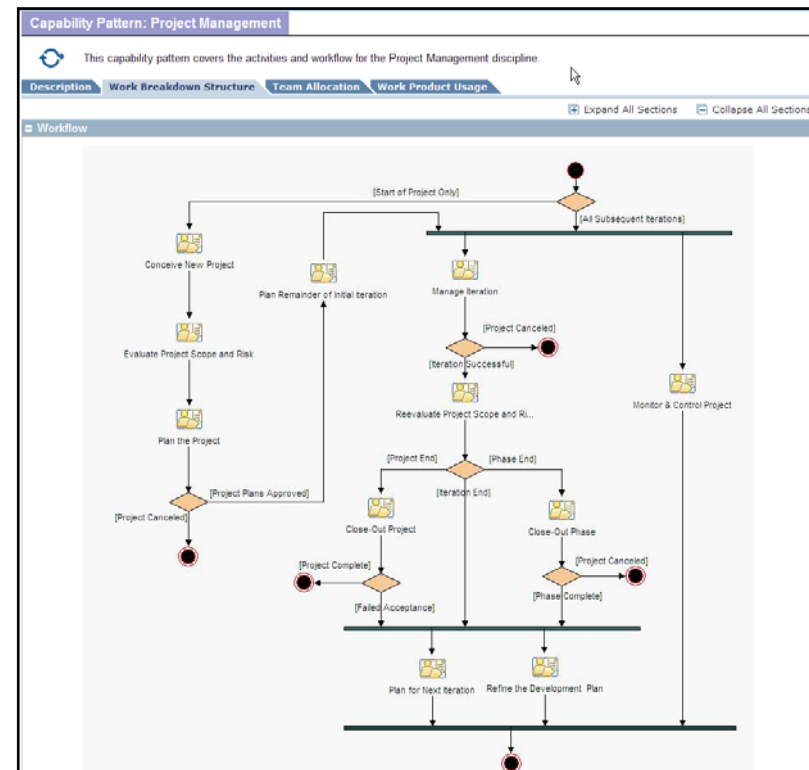 Capability Pattern: Project Management
This capability pattern covers the activities and workflow for the Project Management discipline.
Description
Work Breakdown Structure
Team Allocation
Work Product Usage
Expand All Sections
Collapse All Sections
Workflow
[Start of Project Only]
[All Subsequent Iterations]
Conceive New Project
Plan Remainder of Initial Iteration
Manage Iteration
[Project Canceled]
Evaluate Project Scope and Risk
[Iteration Successful]
Reevaluate Project Scope and Ri...
Monitor & Control Project
Plan the Project
[Project End]
[Phase End]
[Project Plans Approved]
[Iteration End]
[Project Canceled]
Close-Out Project
Close-Out Phase
[Project Complete]
[Project Canceled]
[Failed Acceptance]
[Phase Complete]
Plan for Next Iteration
Refine the Development Plan